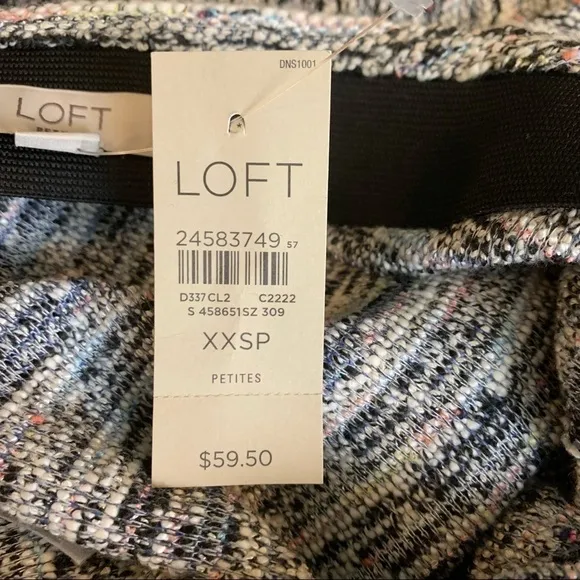 DNS1001
LOFT
LOFT
24583749 57
D337CL2 C2222
S 458651SZ 309
XXSP
PETITES
$59.50